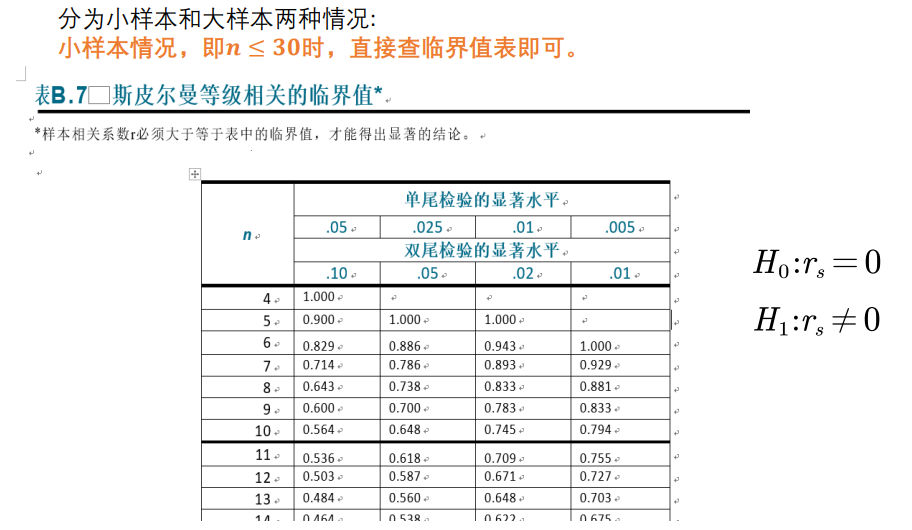 分为小样本和大样本两种情况:
小样本情况，即n ≤ 30时，直接查临界值表即可。
表B.7 斯皮尔曼等级相关的临界值*
*样本相关系数r必须大于等于表中的临界值，才能得出显著的结论。
n 单尾检验的显著水平
.05 .025 .01 .005
双尾检验的显著水平
.10 .05 .02 .01
4 1.000
5 0.900 1.000 1.000
6 0.829 0.886 0.943 1.000
7 0.714 0.786 0.893 0.929
8 0.643 0.738 0.833 0.881
9 0.600 0.700 0.783 0.833
10 0.564 0.648 0.745 0.794
11 0.536 0.618 0.709 0.755
12 0.503 0.587 0.671 0.727
13 0.484 0.560 0.648 0.703
14 0.464 0.538 0.622 0.675
H₀:rₛ=0
H₁:rₛ≠0